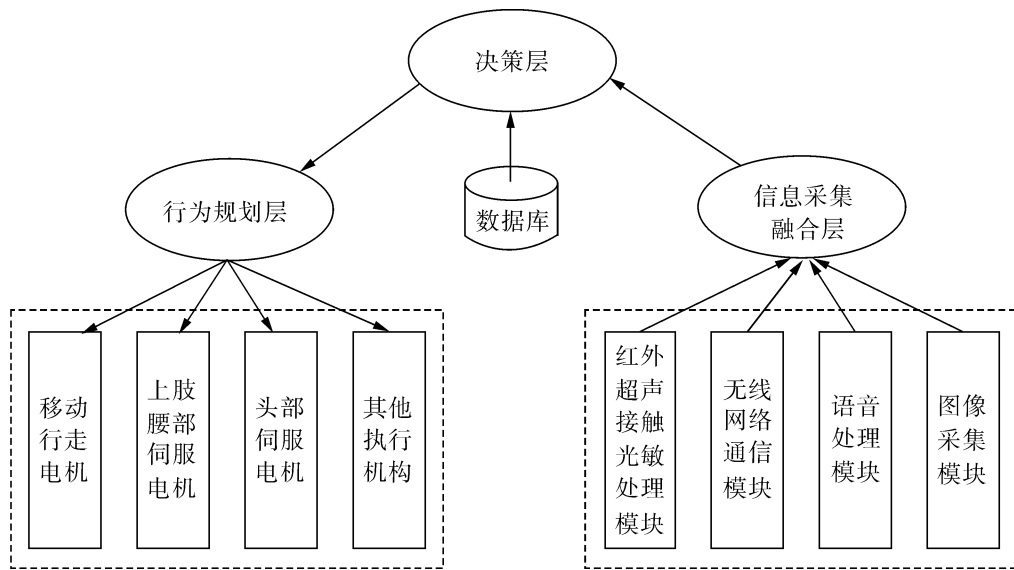 决策层
行为规划层
数据库
信息采集
融合层
移动
行走
电机
上肢
腰部
伺服
电机
头部
伺服
电机
其他
执行
机构
红外
超声
接触
光敏
处理
模块
无线
网络
通信
模块
语音
处理
模块
图像
采集
模块